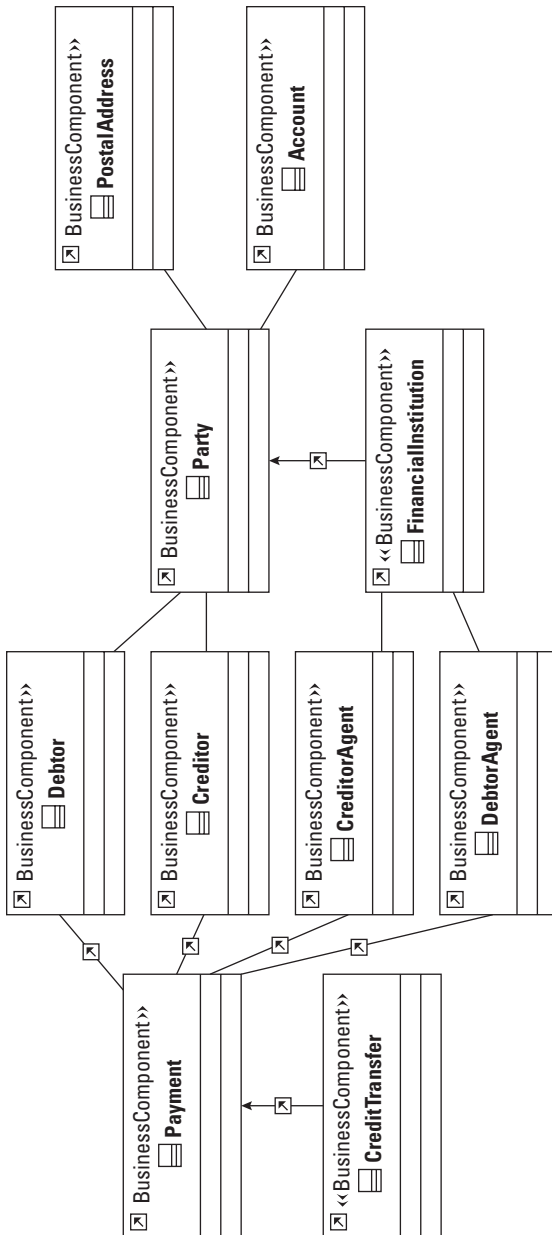 BusinessComponent»
Payment
«BusinessComponent»
CreditTransfer
BusinessComponent»
Debtor
BusinessComponent»
Creditor
BusinessComponent»
CreditorAgent
BusinessComponent»
DebtorAgent
BusinessComponent»
Party
«BusinessComponent»
FinancialInstitution
BusinessComponent»
PostalAddress
BusinessComponent»
Account